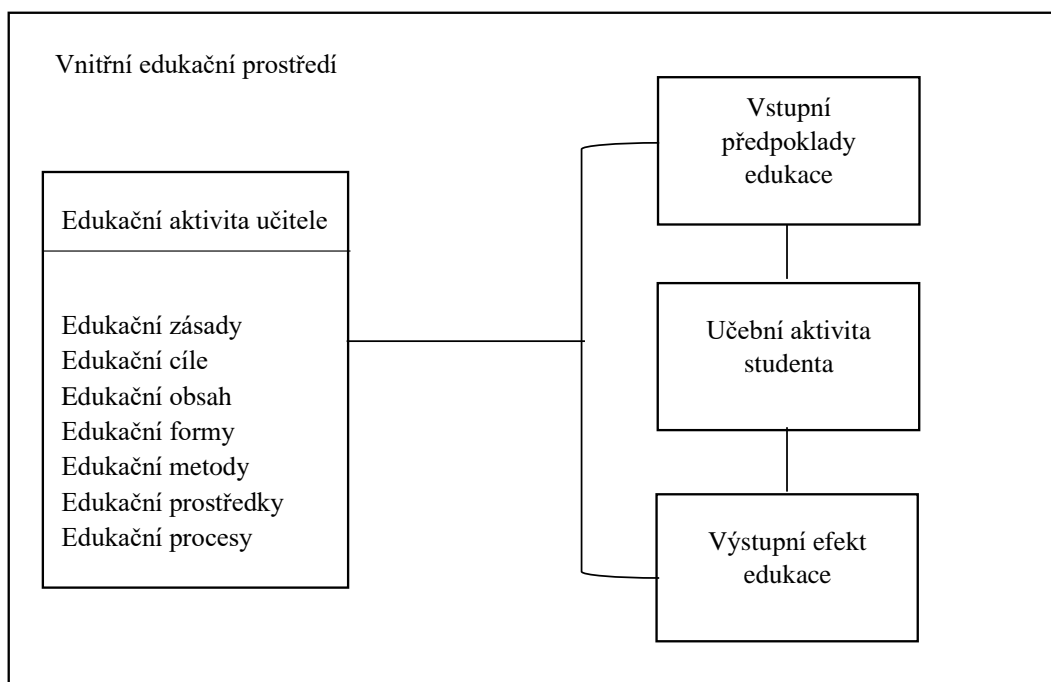 Vnitřní edukační prostředí
Edukační aktivita učitele
Edukační zásady
Edukační cíle
Edukační obsah
Edukační formy
Edukační metody
Edukační prostředky
Edukační procesy
Vstupní
předpoklady
edukace
Učební aktivita
studenta
Výstupní efekt
edukace